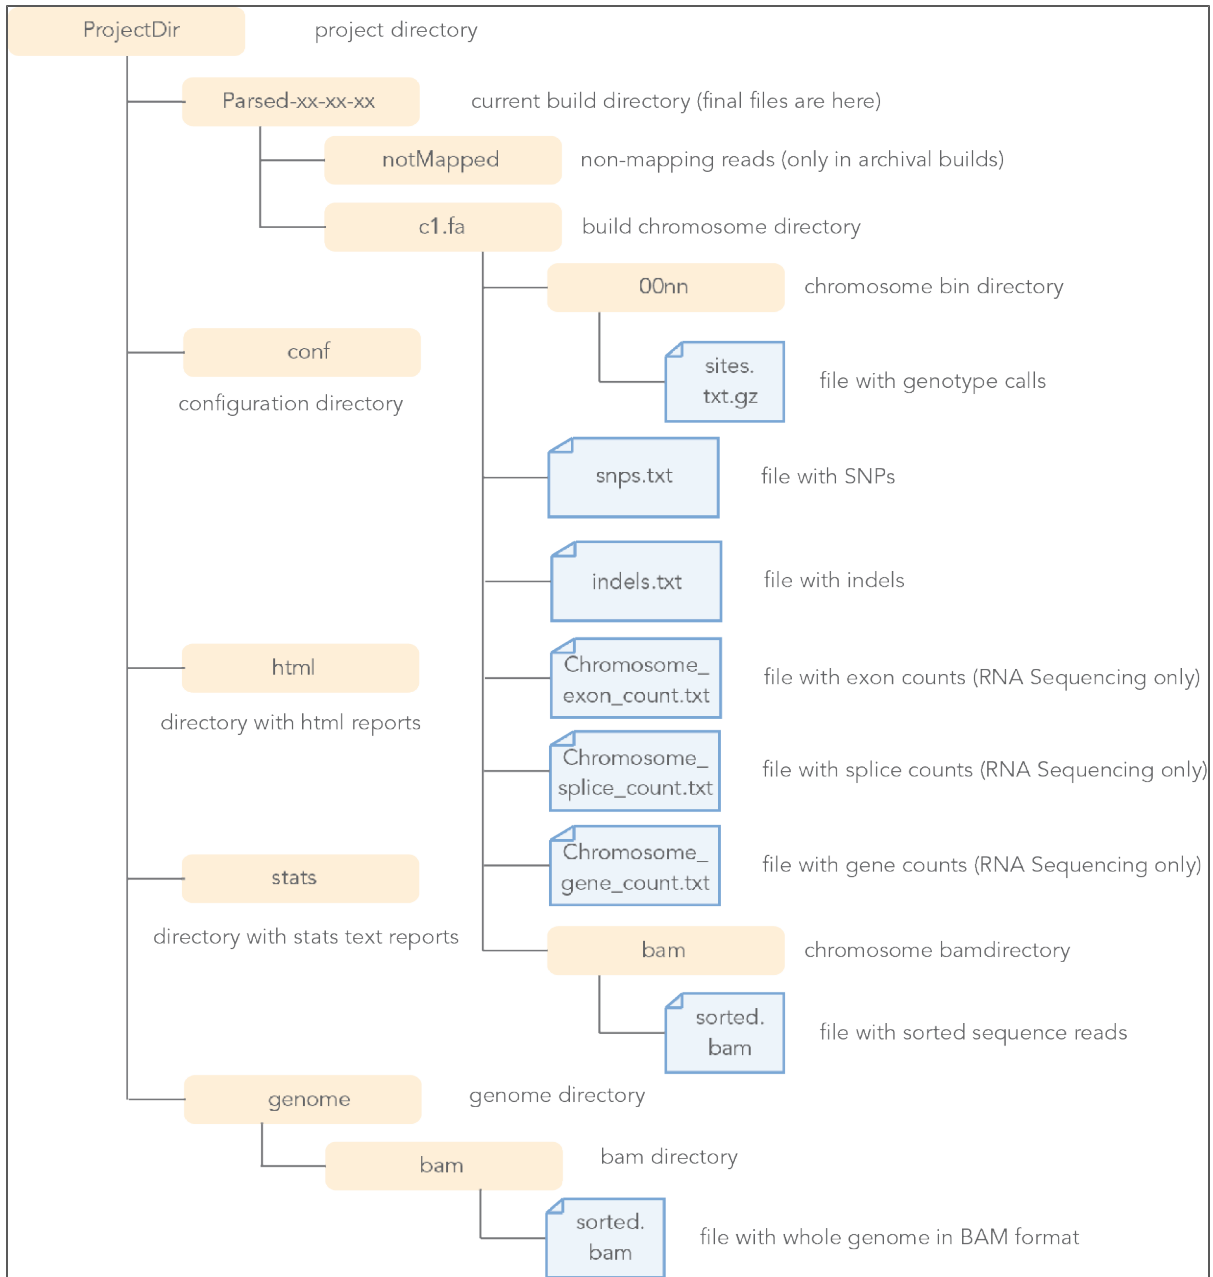 ProjectDir project directory
Parsed-xx-xx-xx current build directory (final files are here)
notMapped non-mapping reads (only in archival builds)
c1.fa build chromosome directory
00nn chromosome bin directory
conf
sites.
txt.gz
file with genotype calls
configuration directory
snps.txt file with SNPs
indels.txt file with indels
html
Chromosome_
exon_count.txt
file with exon counts (RNA Sequencing only)
directory with html reports
Chromosome_
splice_count.txt
file with splice counts (RNA Sequencing only)
stats
Chromosome_
gene_count.txt
file with gene counts (RNA Sequencing only)
directory with stats text reports
bam chromosome bamdirectory
sorted.
bam
file with sorted sequence reads
genome genome directory
bam bam directory
sorted.
bam
file with whole genome in BAM format